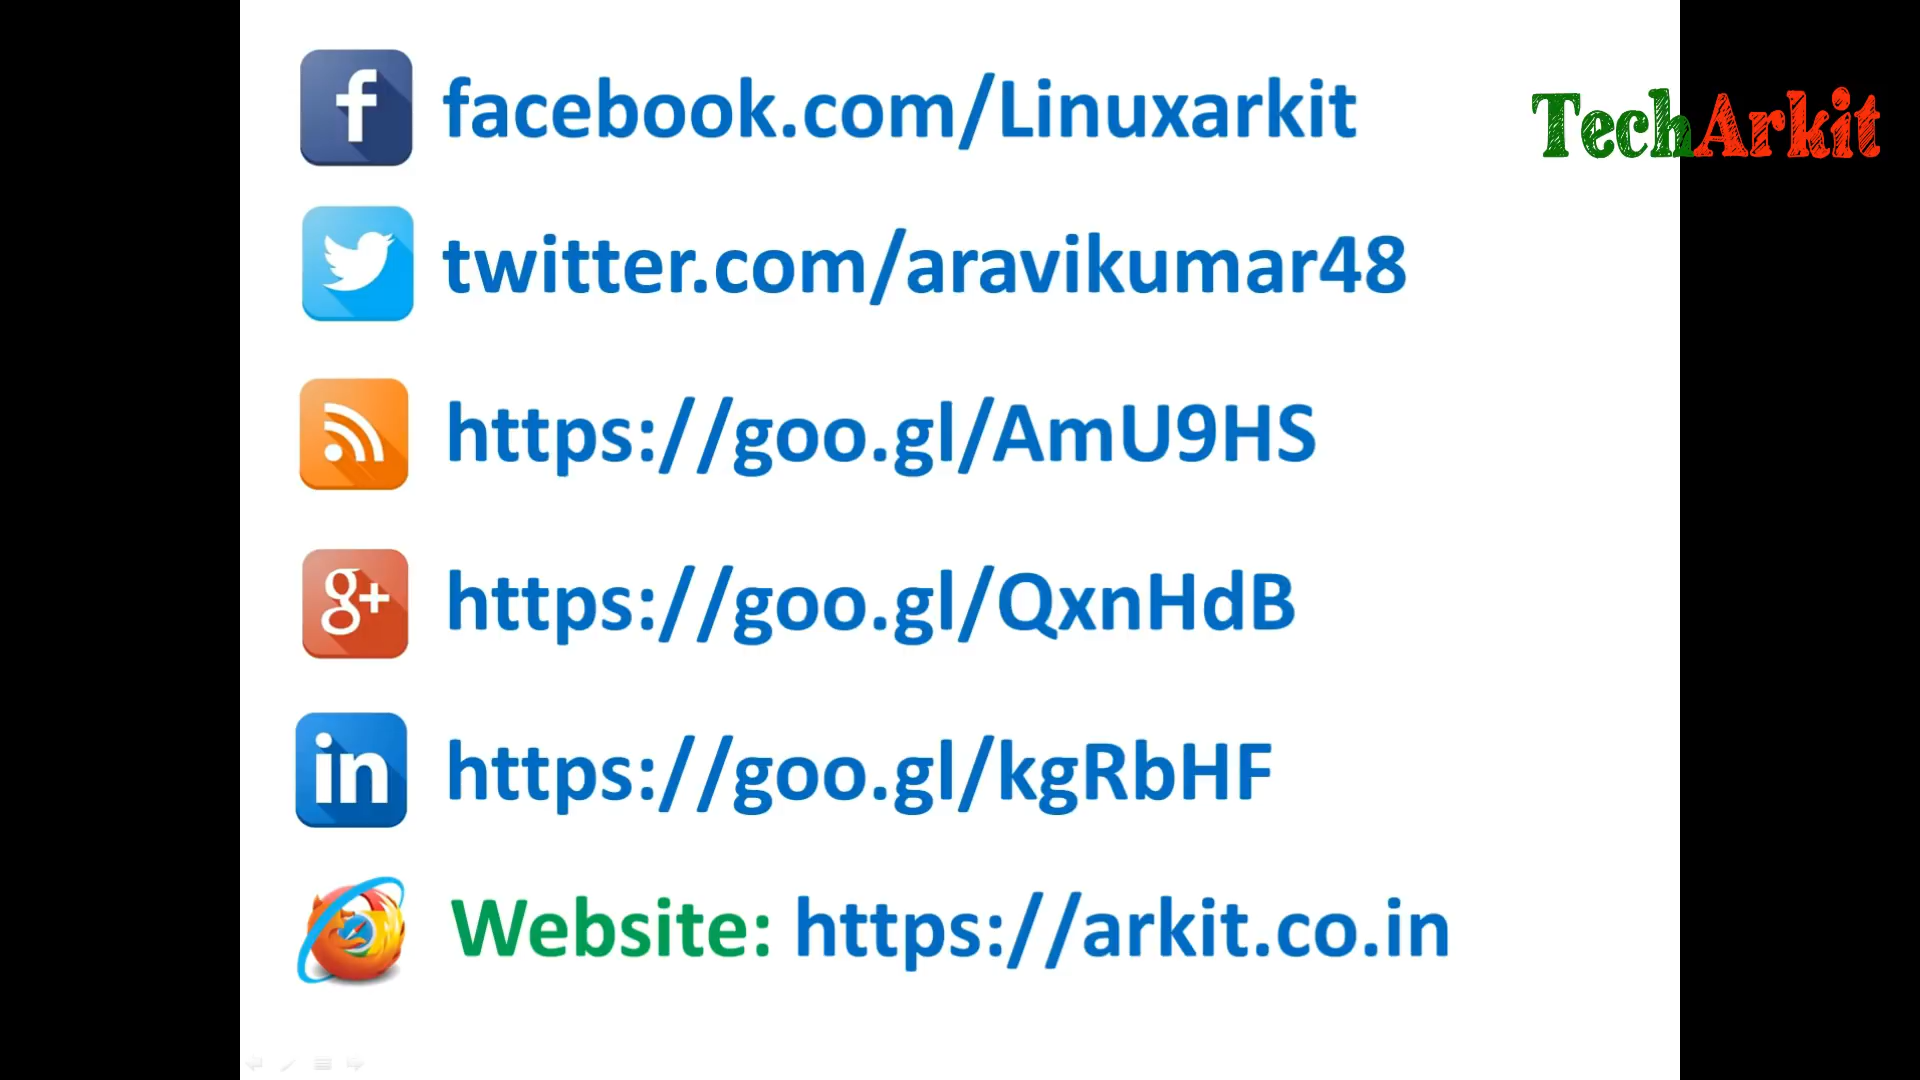 facebook.com/Linuxarkit
TechArkit
twitter.com/aravikumar48
https://goo.gl/AmU9HS
g+ https://goo.gl/QxnHdB
in https://goo.gl/kgRbHF
Website: https://arkit.co.in